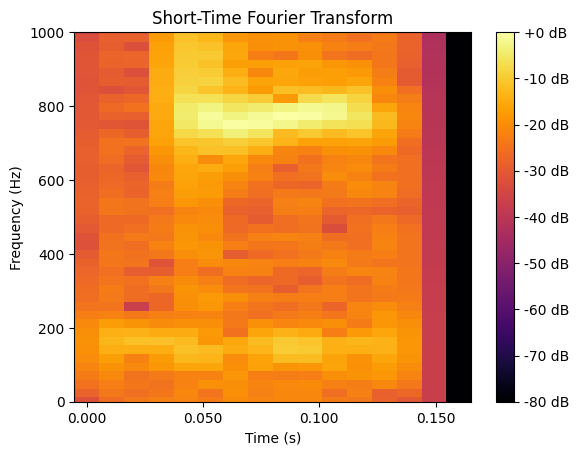 Short-Time Fourier Transform
1000
800
600
400
200
0
Frequency (Hz)
0.000
0.050
0.100
0.150
Time (s)
+0 dB
-10 dB
-20 dB
-30 dB
-40 dB
-50 dB
-60 dB
-70 dB
-80 dB